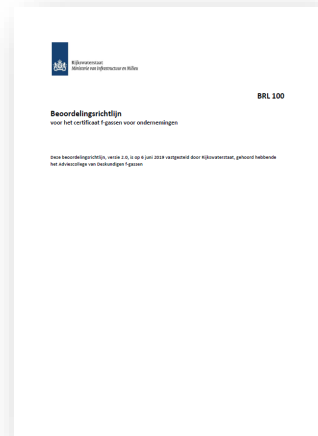 Rijkswaterstaat
Ministerie van Infrastructuur en Milieu
BRL 100
Beoordelingsrichtlijn
voor het certificaat f-gassen voor ondernemingen
Deze beoordelingsrichtlijn, versie 2.0, is op 6 juni 2019 vastgesteld door Rijkswaterstaat, gehoord hebbende
het Adviescollege van Deskundigen f-gassen